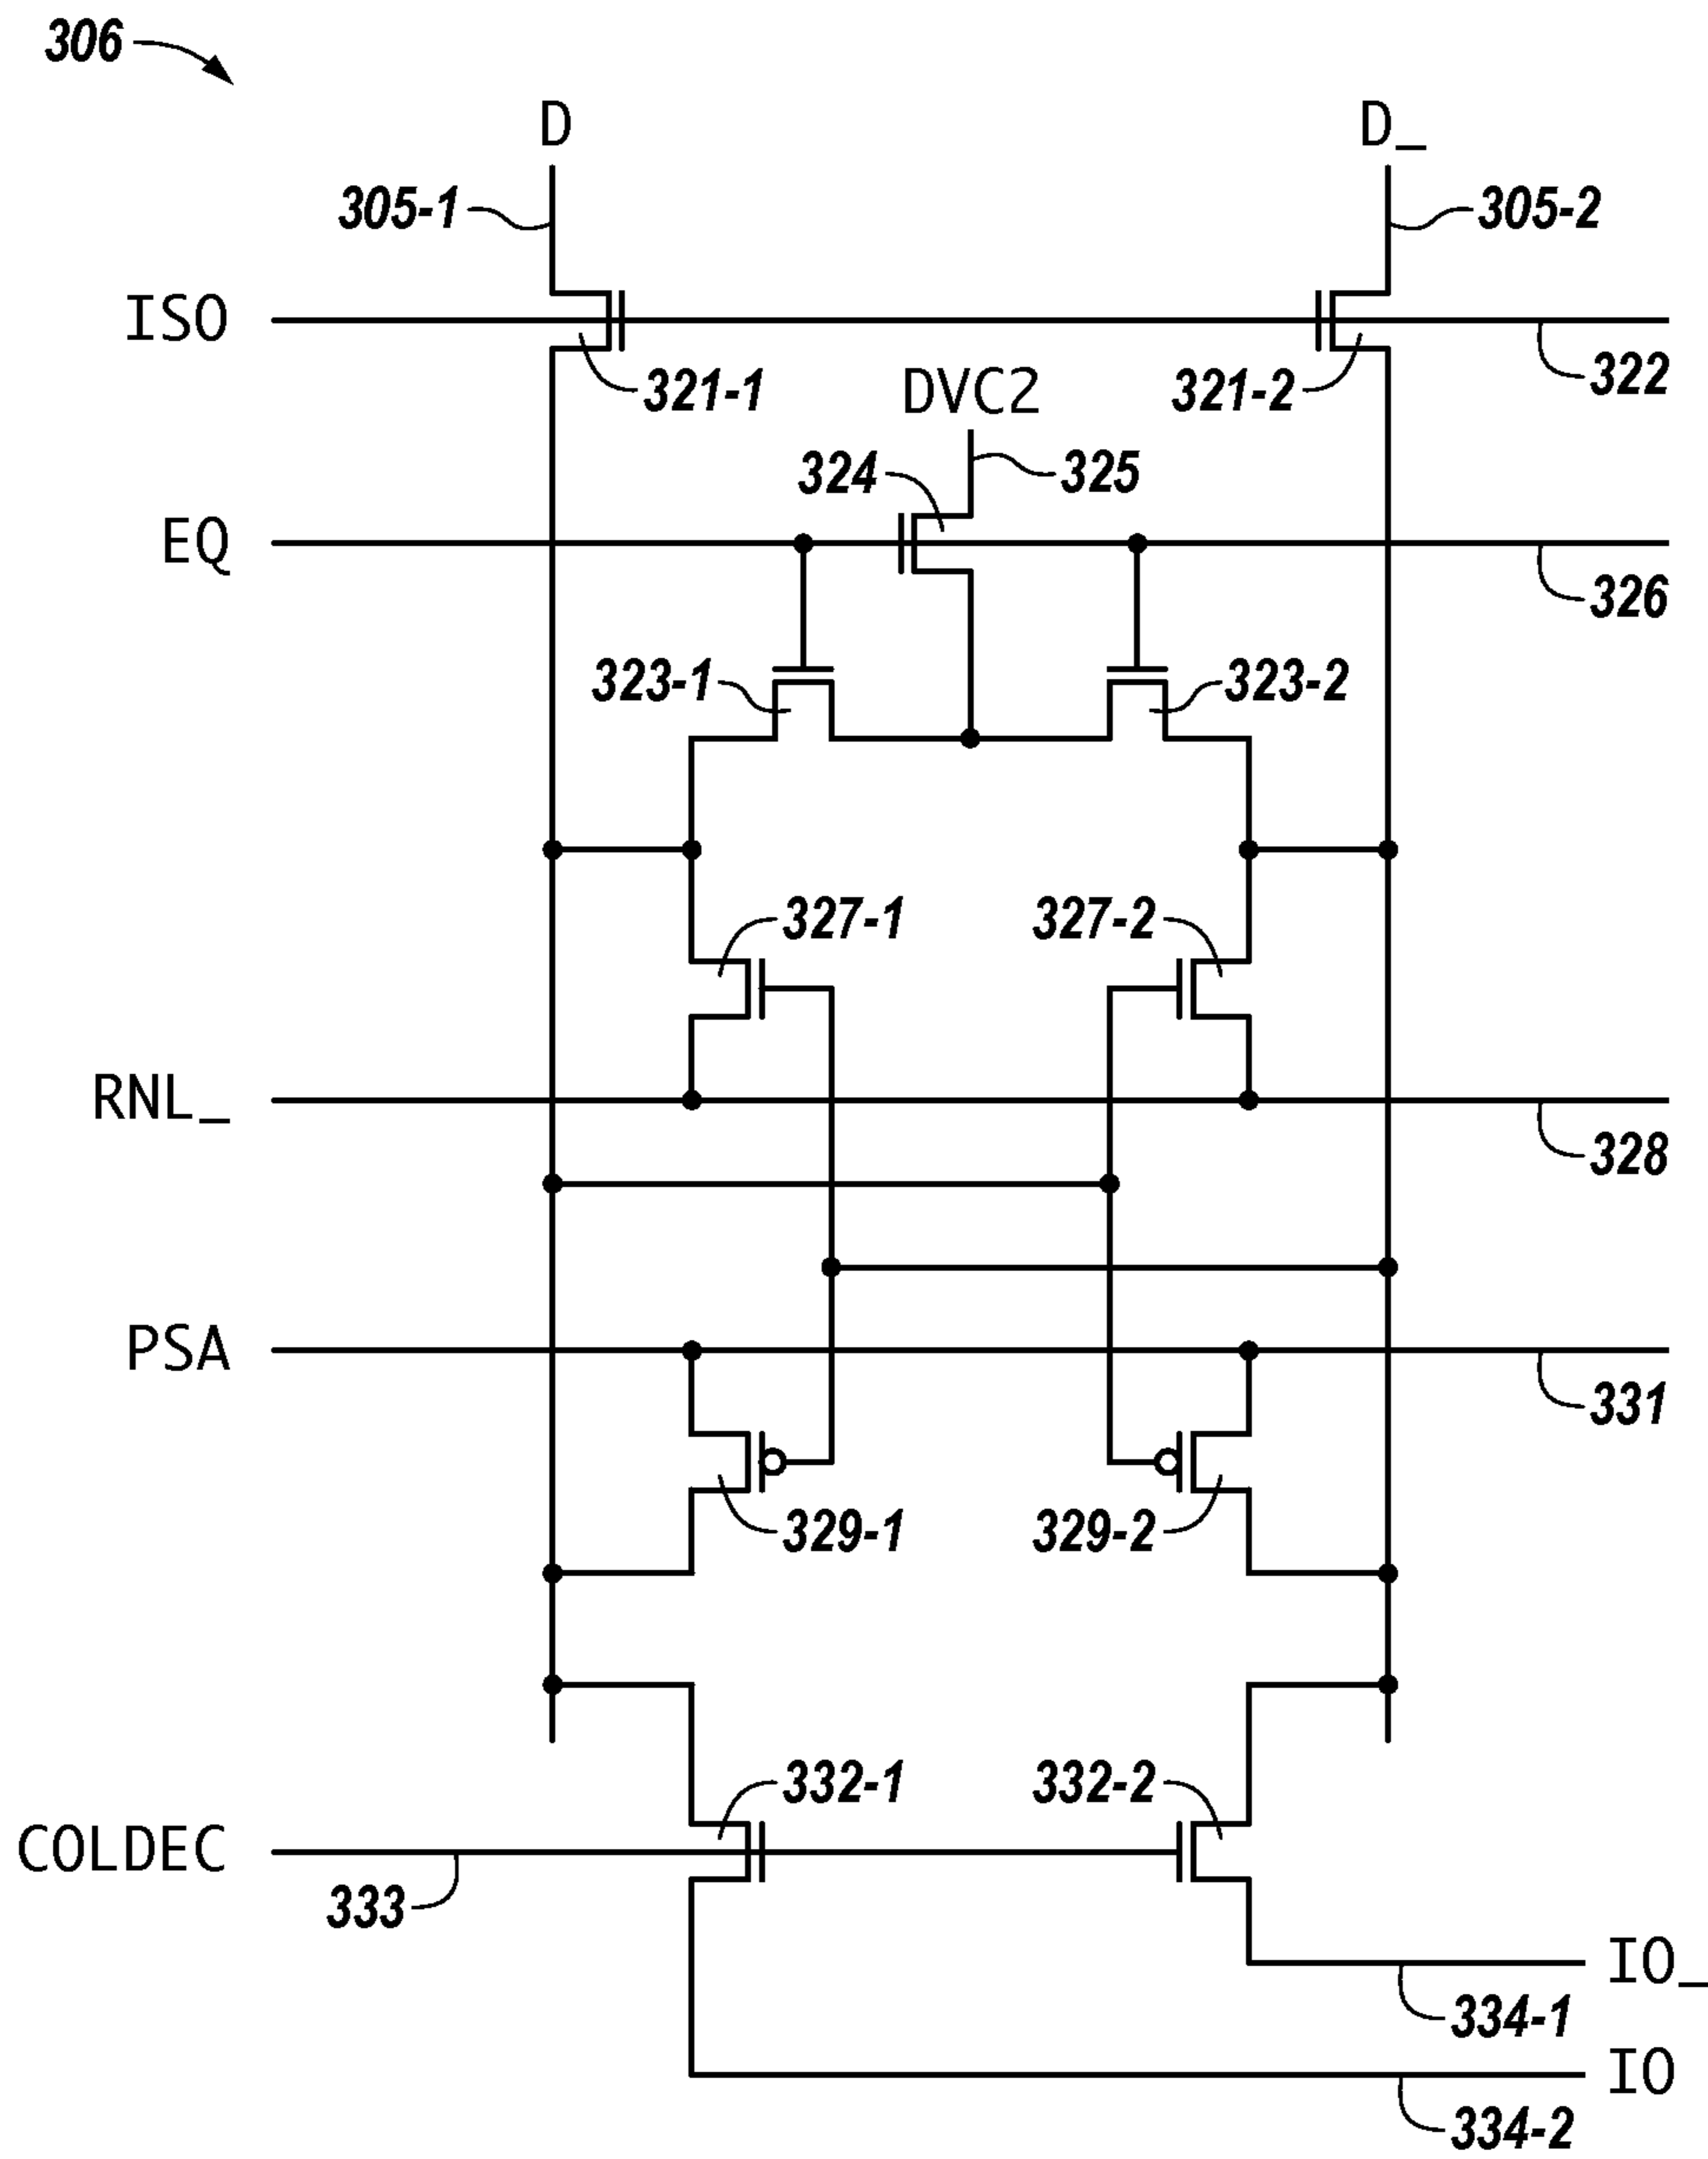 306
D
D_
305-1
305-2
ISO
321-1
DVC2
321-2
322
324
325
EQ
326
323-1
323-2
327-1
327-2
RNL_
328
PSA
331
329-1
329-2
332-1
332-2
COLDEC
333
IO_
334-1
IO
334-2